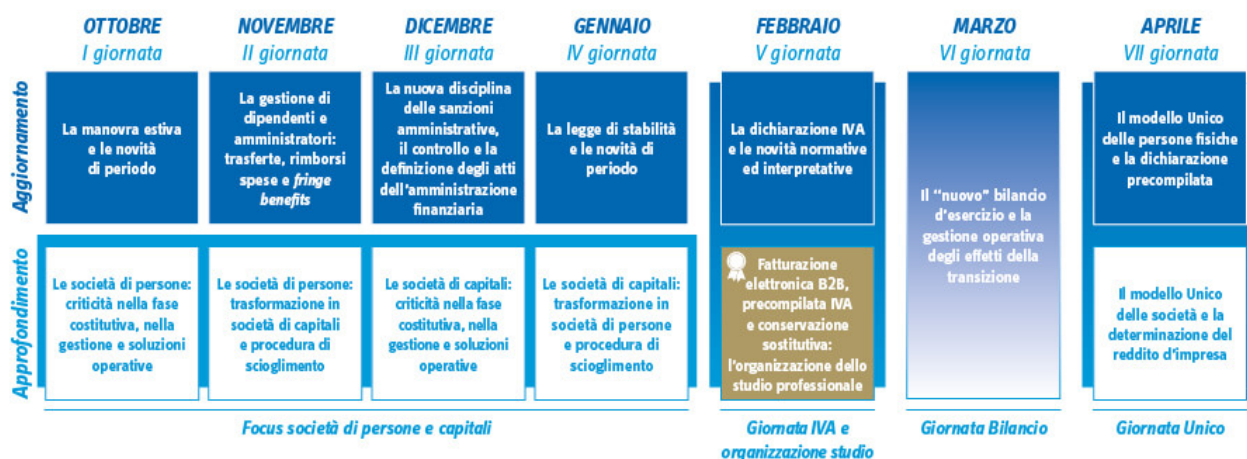 OTTOBRE
I giornata
NOVEMBRE
II giornata
DICEMBRE
III giornata
GENNAIO
IV giornata
FEBBRAIO
V giornata
MARZO
VI giornata
APRILE
VII giornata
Aggiornamento
La manovra estiva
e le novità
di periodo
La gestione di
dipendenti e
amministratori:
trasferte, rimborsi
spese e fringe
benefits
La nuova disciplina
delle sanzioni
amministrative,
il controllo e la
definizione degli atti
dell'amministrazione
finanziaria
La legge di stabilità
e le novità di
periodo
La dichiarazione IVA
e le novità normative
ed interpretative
Il "nuovo" bilancio
d'esercizio e la
gestione operativa
degli effetti della
transizione
Il modello Unico
delle persone fisiche
e la dichiarazione
precompilata
Approfondimento
Le società di persone:
criticità nella fase
costitutiva, nella
gestione e soluzioni
operative
Le società di persone:
trasformazione in
società di capitali
e procedura di
scioglimento
Le società di capitali:
criticità nella fase
costitutiva, nella
gestione e soluzioni
operative
Le società di capitali:
trasformazione in
società di persone
e procedura di
scioglimento
Fatturazione
elettronica B2B,
precompilata IVA
e conservazione
sostitutiva:
l'organizzazione dello
studio professionale
Il modello Unico
delle società e la
determinazione del
reddito d'impresa
Focus società di persone e capitali
Giornata IVA e
organizzazione studio
Giornata Bilancio
Giornata Unico